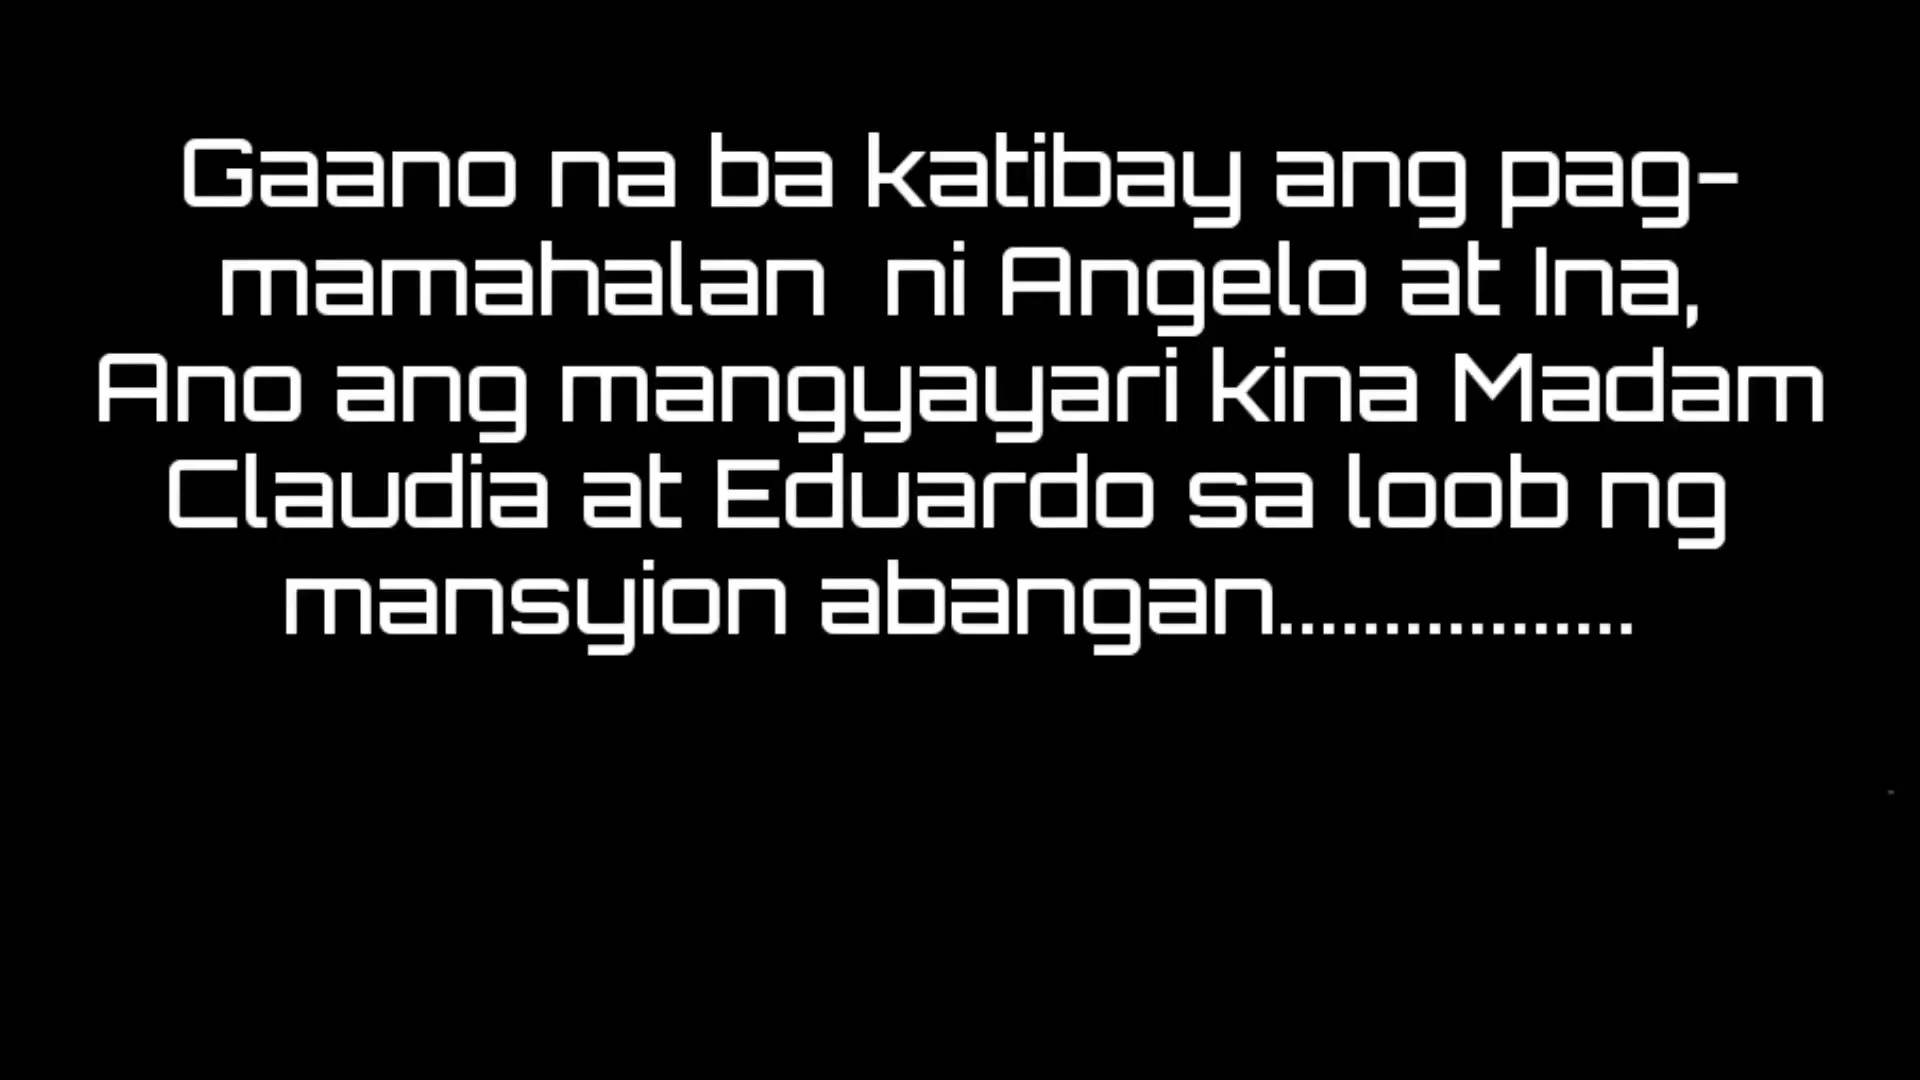 Gaano na ba katibay ang pag-
mamahalan  ni Angelo at Ina,
Ano ang mangyayari kina Madam
Claudia at Eduardo sa loob ng
mansyion abangan.................